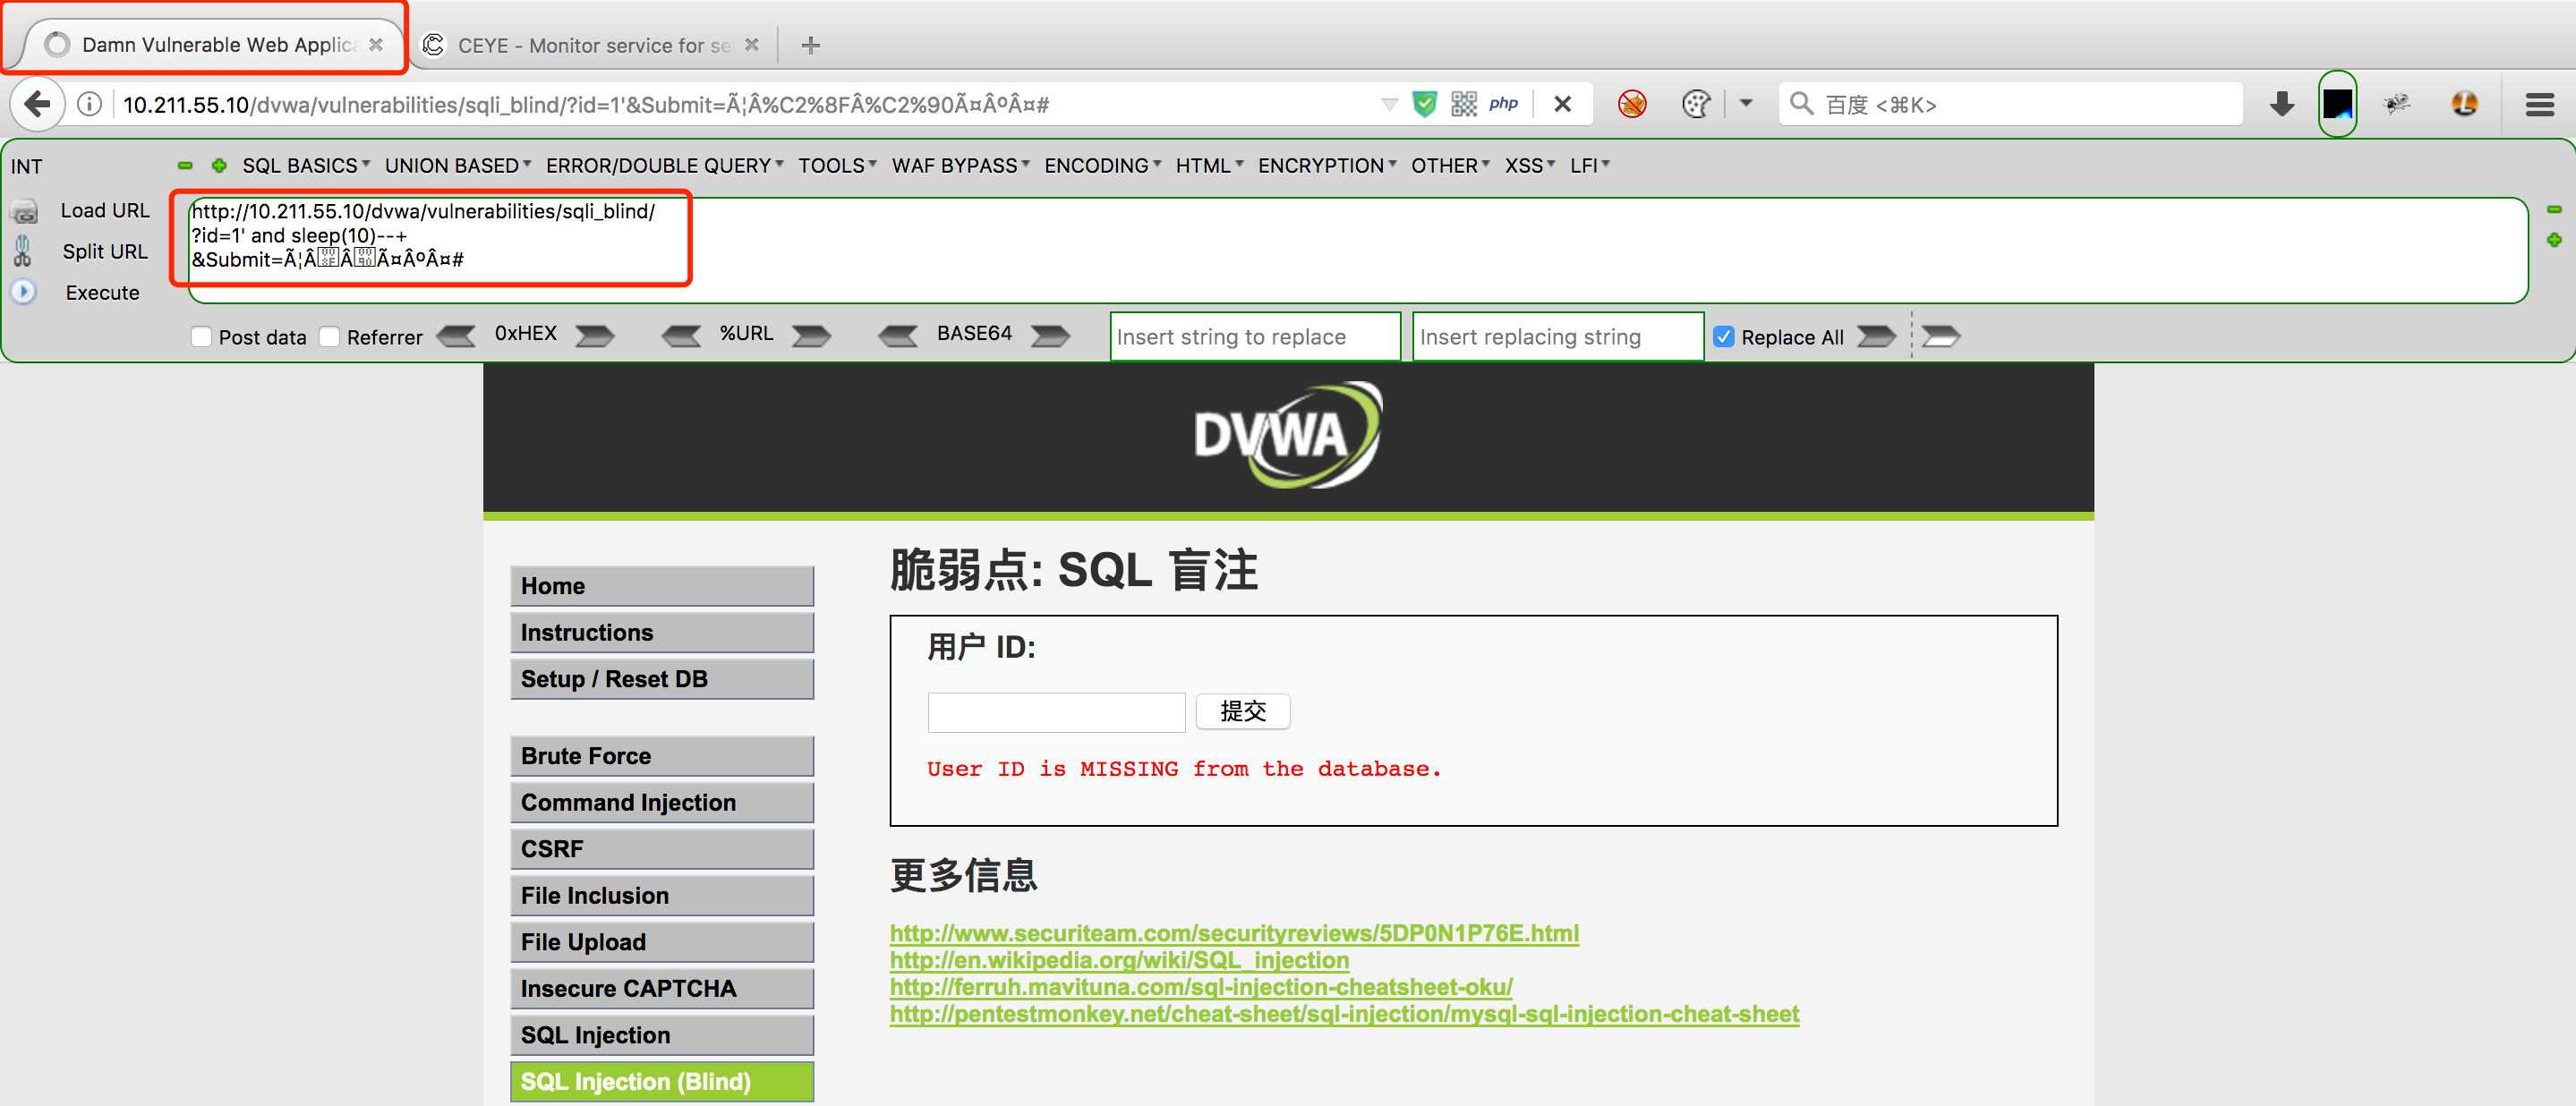 Damn Vulnerable Web Applica
CEYE - Monitor service for se
10.211.55.10/dvwa/vulnerabilities/sqli_blind/?id=1'&Submit=Ã¦Â%C2%8FÂ%C2%90Ã¤ÂºÂ¤#
php
百度 <⌘K>
INT
SQL BASICS UNION BASED ERROR/DOUBLE QUERY TOOLS WAF BYPASS ENCODING HTML ENCRYPTION OTHER XSS LFI
Load URL
Split URL
Execute
http://10.211.55.10/dvwa/vulnerabilities/sqli_blind/
?id=1' and sleep(10)--+
&Submit=Ã¦ÂÂÃ¤ÂºÂ¤#
Post data Referrer 0xHEX %URL BASE64 Insert string to replace Insert replacing string Replace All
DVWA
Home
Instructions
Setup / Reset DB
Brute Force
Command Injection
CSRF
File Inclusion
File Upload
Insecure CAPTCHA
SQL Injection
SQL Injection (Blind)
脆弱点: SQL 盲注
用户 ID:
提交
User ID is MISSING from the database.
更多信息
http://www.securiteam.com/securityreviews/5DP0N1P76E.html
http://en.wikipedia.org/wiki/SQL_injection
http://ferruh.mavituna.com/sql-injection-cheatsheet-oku/
http://pentestmonkey.net/cheat-sheet/sql-injection/mysql-sql-injection-cheat-sheet